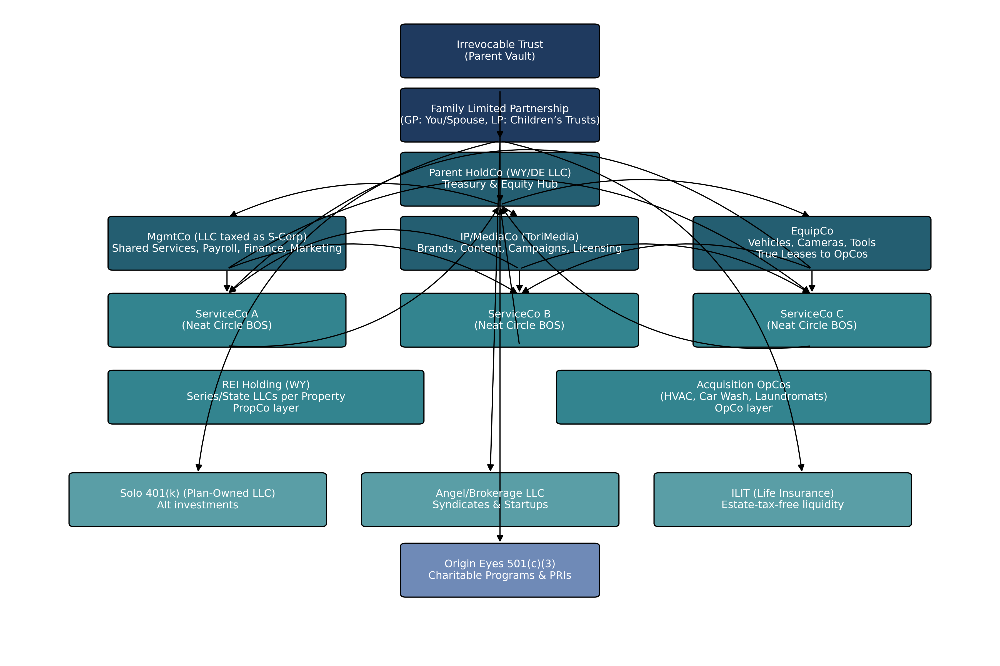 Irrevocable Trust
(Parent Vault)
Family Limited Partnership
(GP: You/Spouse, LP: Children’s Trusts)
Parent HoldCo (WY/DE LLC)
Treasury & Equity Hub
MgmtCo (LLC taxed as S-Corp)
Shared Services, Payroll, Finance, Marketing
IP/MediaCo (ToriMedia)
Brands, Content, Campaigns, Licensing
EquipCo
Vehicles, Cameras, Tools
True Leases to OpCos
ServiceCo A
(Neat Circle BOS)
ServiceCo B
(Neat Circle BOS)
ServiceCo C
(Neat Circle BOS)
REI Holding (WY)
Series/State LLCs per Property
PropCo layer
Acquisition OpCos
(HVAC, Car Wash, Laundromats)
OpCo layer
Solo 401(k) (Plan-Owned LLC)
Alt investments
Angel/Brokerage LLC
Syndicates & Startups
ILIT (Life Insurance)
Estate-tax-free liquidity
Origin Eyes 501(c)(3)
Charitable Programs & PRIs